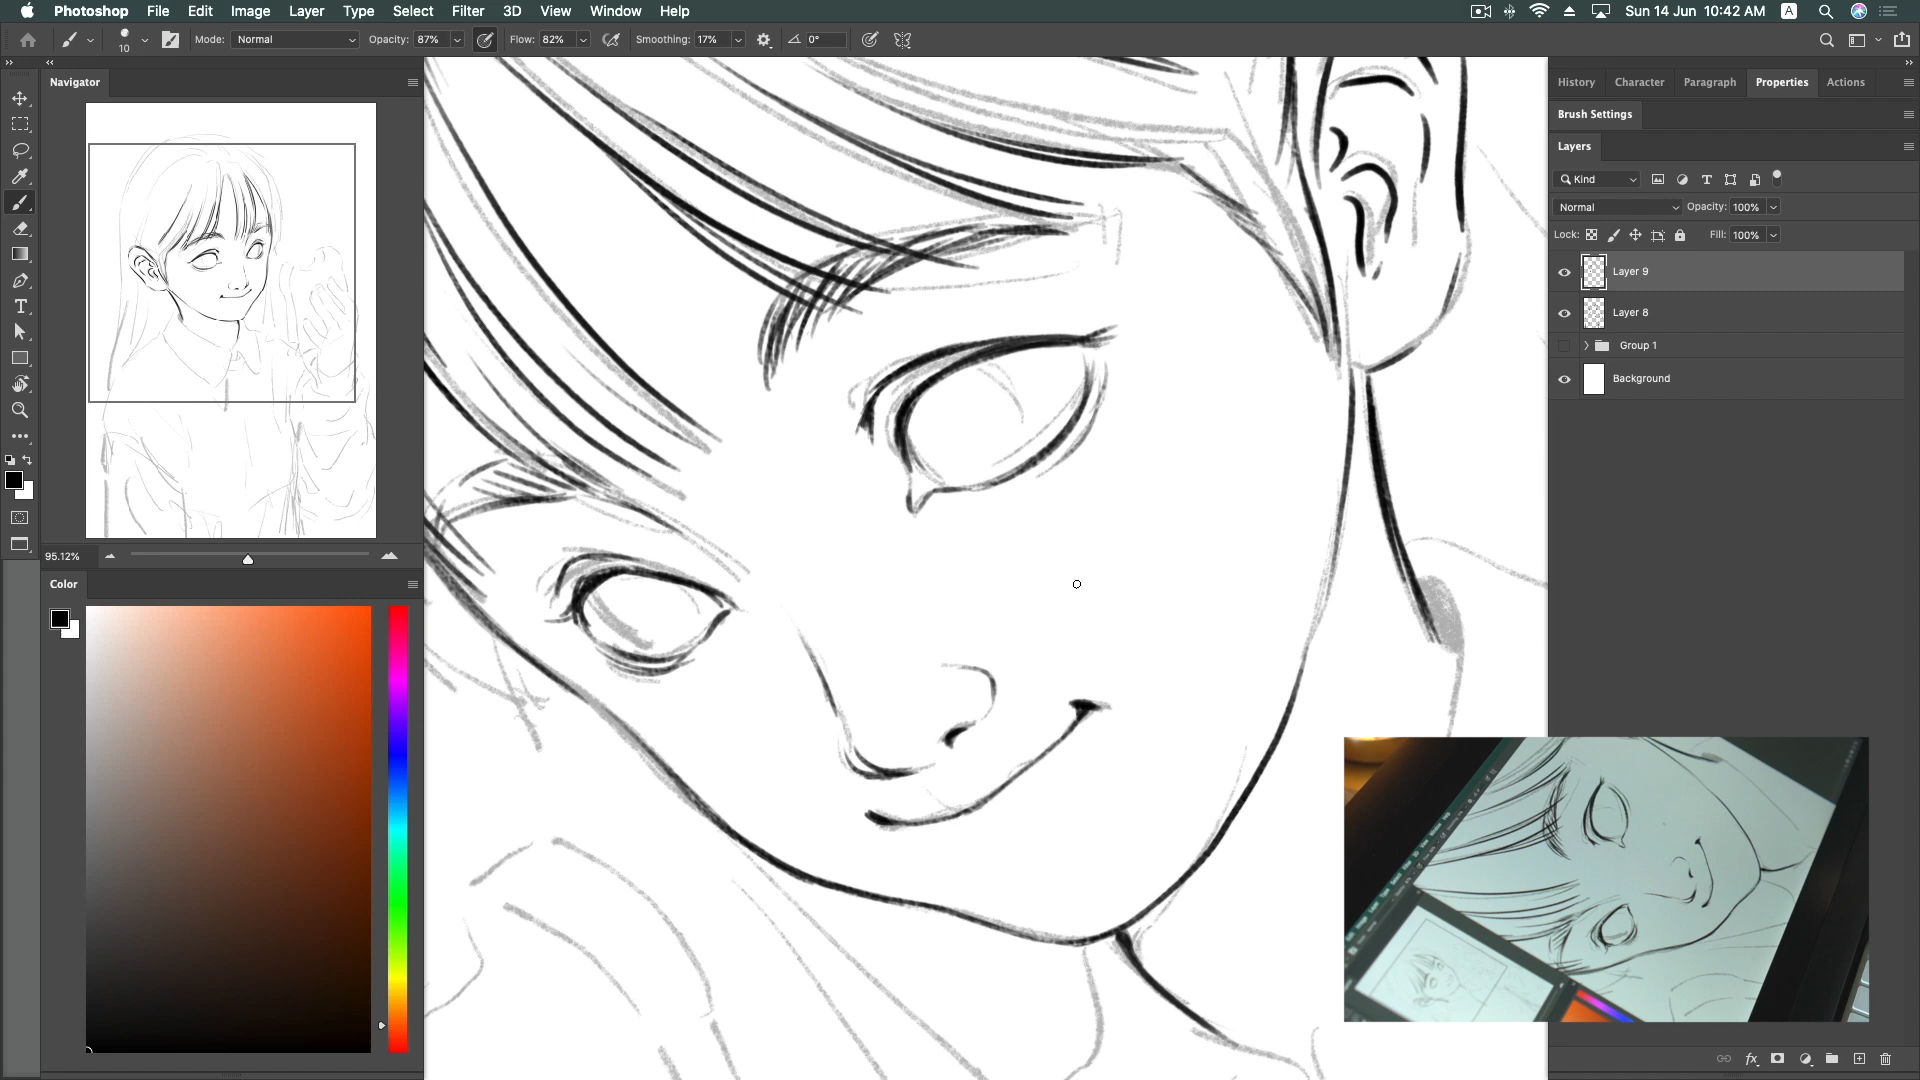 Photoshop File Edit Image Layer Type Select Filter 3D View Window Help Sun 14 Jun 10:42 AM A
10 Mode: Normal Opacity: 87% Flow: 82% Smoothing: 17% 0°
Navigator
95.12%
Color
History Character Paragraph Properties Actions
Brush Settings
Layers
Kind
Normal Opacity: 100%
Lock: Fill: 100%
Layer 9
Layer 8
Group 1
Background